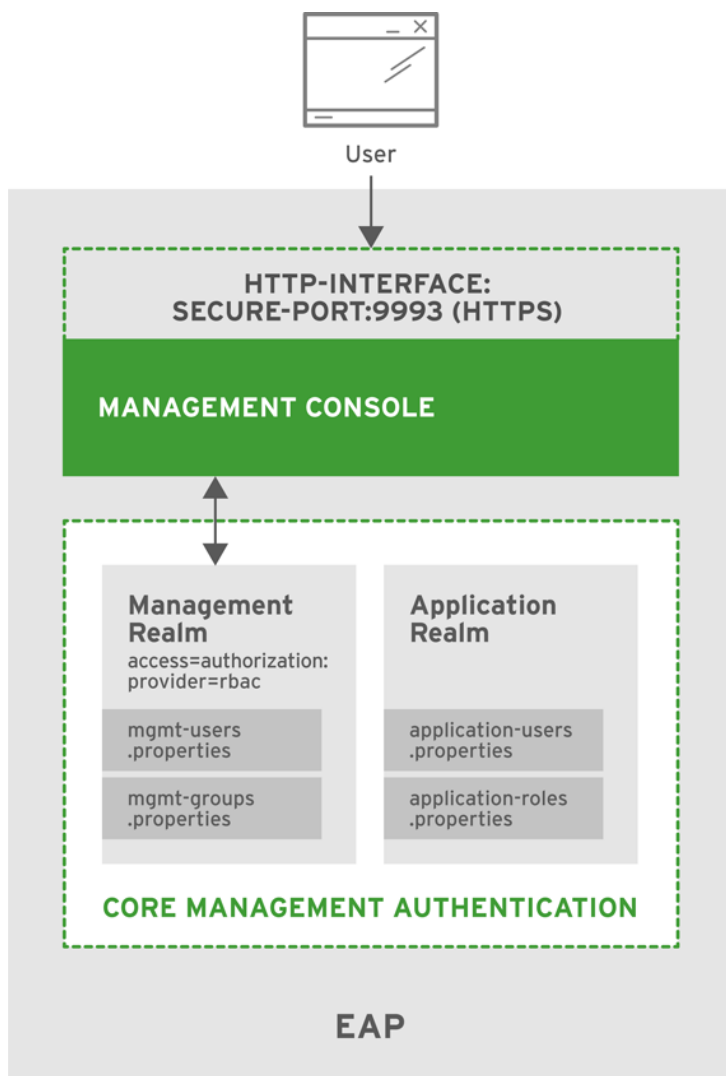 User
HTTP-INTERFACE:
SECURE-PORT:9993 (HTTPS)
MANAGEMENT CONSOLE
Management
Realm
access=authorization:
provider=rbac
mgmt-users
.properties
mgmt-groups
.properties
Application
Realm
application-users
.properties
application-roles
.properties
CORE MANAGEMENT AUTHENTICATION
EAP